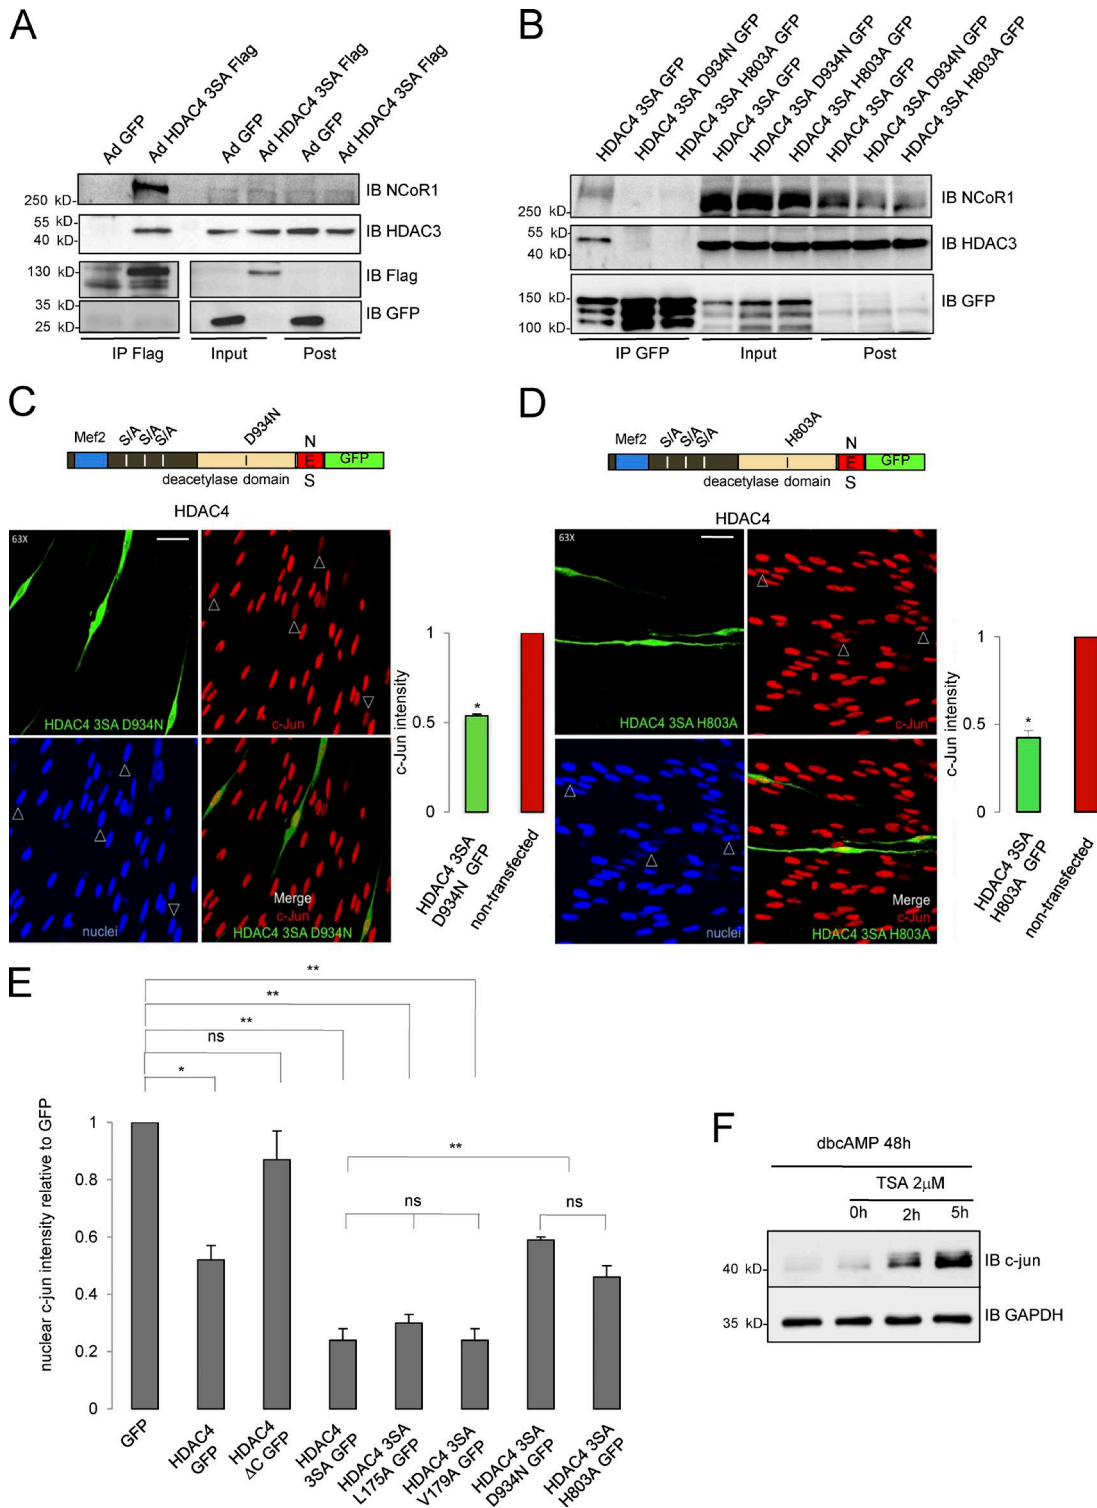 A
Ad GFP
Ad HDAC4 3SA Flag
Ad GFP
Ad HDAC4 3SA Flag
Ad GFP
Ad HDAC4 3SA Flag
250 kD-
IB NCoR1
55 kD-
40 kD-
IB HDAC3
130 kD-
IB Flag
35 kD-
25 kD-
IB GFP
IP Flag
Input
Post
B
HDAC4 3SA GFP
HDAC4 3SA D934N GFP
HDAC4 3SA H803A GFP
HDAC4 3SA GFP
HDAC4 3SA D934N GFP
HDAC4 3SA H803A GFP
HDAC4 3SA GFP
HDAC4 3SA D934N GFP
HDAC4 3SA H803A GFP
250 kD-
IB NCoR1
55 kD-
40 kD-
IB HDAC3
150 kD-
100 kD-
IB GFP
IP GFP
Input
Post
C
Mef2
S/A
S/A
S/A
D934N
N
E
S
GFP
deacetylase domain
HDAC4
63X
HDAC4 3SA D934N
c-Jun
nuclei
Merge
c-Jun
HDAC4 3SA D934N
c-Jun intensity
1
0.5
0
*
HDAC4 3SA
D934N GFP
non-transfected
D
Mef2
S/A
S/A
S/A
H803A
N
E
S
GFP
deacetylase domain
HDAC4
63X
HDAC4 3SA H803A
c-Jun
nuclei
Merge
c-Jun
HDAC4 3SA H803A
c-Jun intensity
1
0.5
0
*
HDAC4 3SA
H803A GFP
non-transfected
E
**
**
**
ns
*
**
ns
ns
nuclear c-jun intensity relative to GFP
1
0.8
0.6
0.4
0.2
0
GFP
HDAC4
GFP
HDAC4
ΔC GFP
HDAC4
3SA GFP
HDAC4 3SA
L175A GFP
HDAC4 3SA
V179A GFP
HDAC4 3SA
D934N GFP
HDAC4 3SA
H803A GFP
F
dbcAMP 48h
TSA 2μM
0h
2h
5h
40 kD-
IB c-jun
35 kD-
IB GAPDH